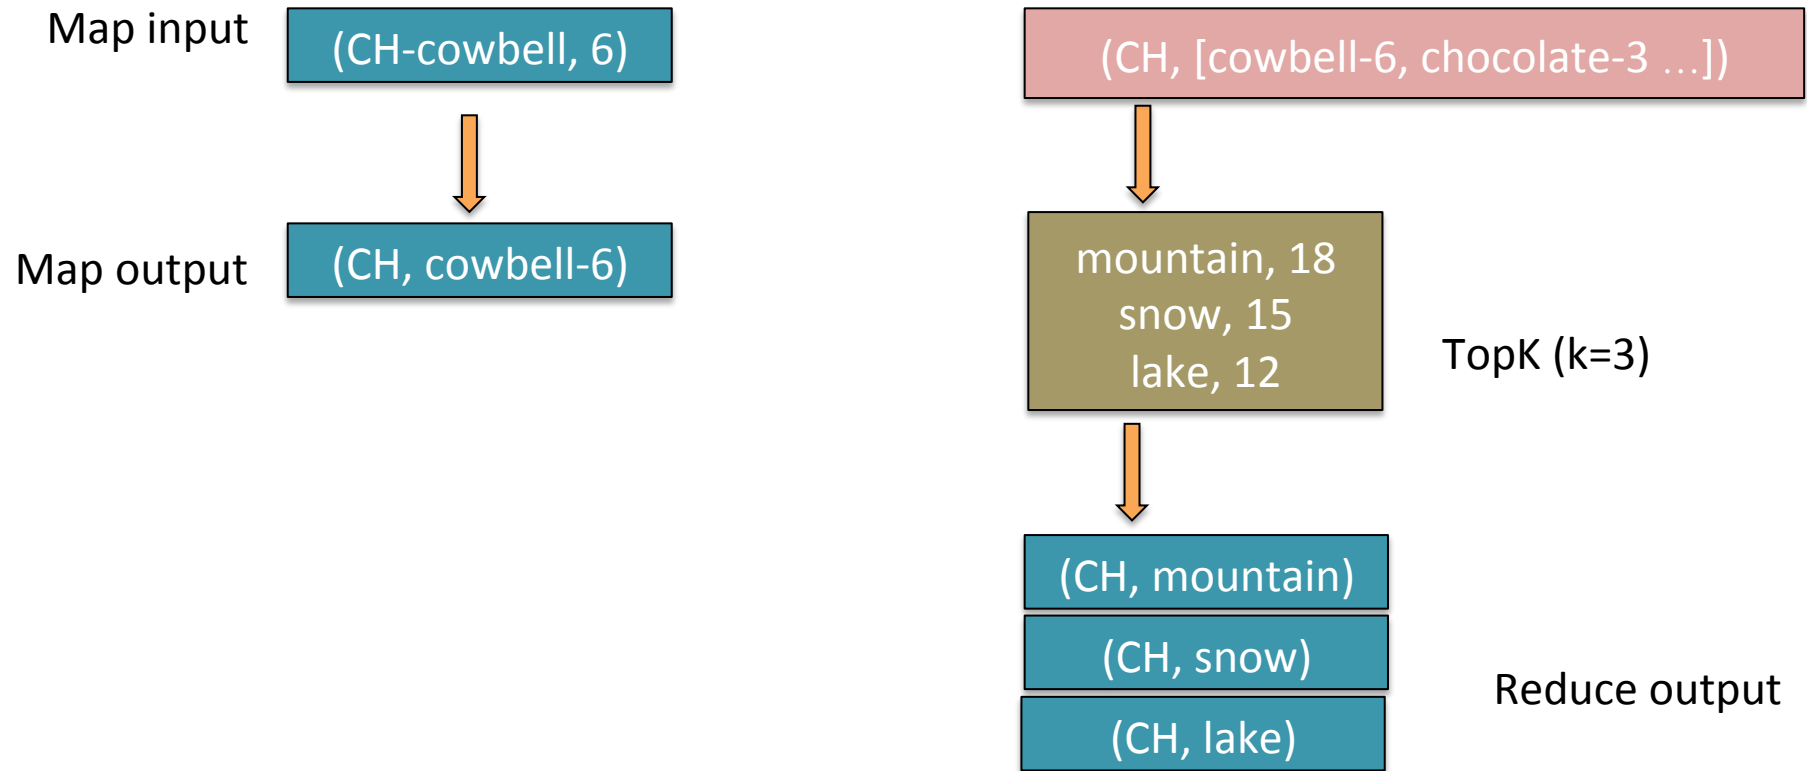 Map input
(CH-cowbell, 6)
Map output
(CH, cowbell-6)
(CH, [cowbell-6, chocolate-3 ...])
mountain, 18
snow, 15
lake, 12
TopK (k=3)
(CH, mountain)
(CH, snow)
(CH, lake)
Reduce output